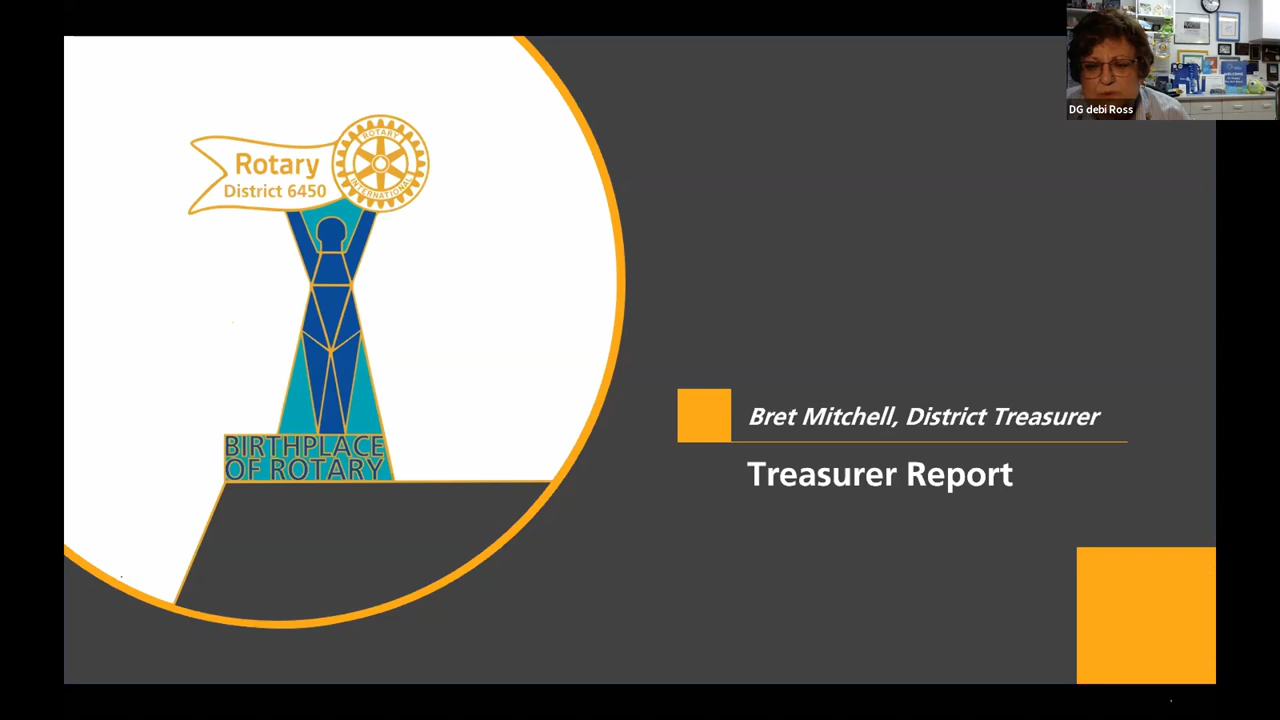 DG debi Ross
Rotary
District 6450
ROTARY
INTERNATIONAL
BIRTHPLACE
OF ROTARY
Bret Mitchell, District Treasurer
Treasurer Report